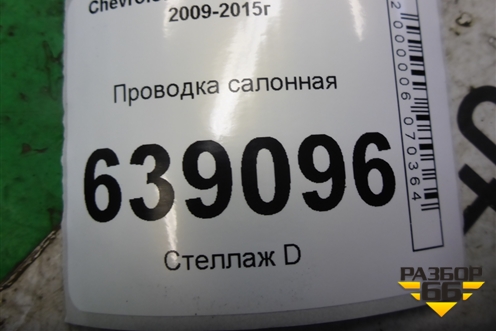 2009-2015г
Проводка салонная
639096
Стеллаж D
2000006070364
РАЗБОР
66